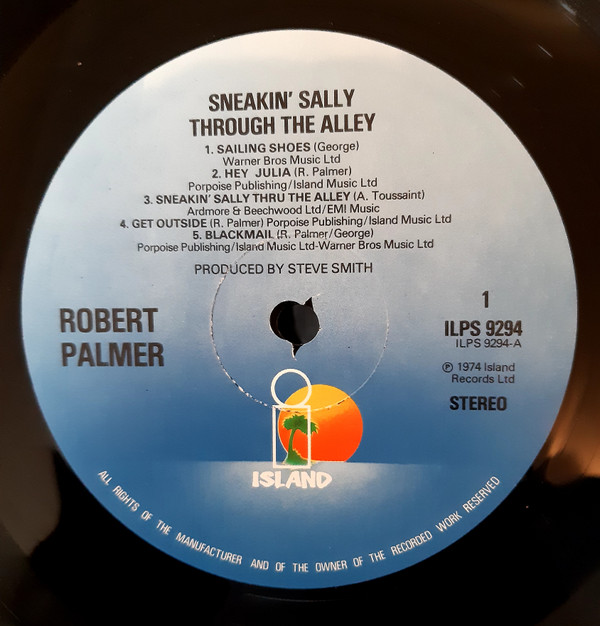 SNEAKIN' SALLY
THROUGH THE ALLEY
1. SAILING SHOES (George)
Warner Bros Music Ltd
2. HEY JULIA (R. Palmer)
Porpoise Publishing/Island Music Ltd
3. SNEAKIN' SALLY THRU THE ALLEY (A. Toussaint)
Ardmore & Beechwood Ltd/EMI Music
4. GET OUTSIDE (R. Palmer) Porpoise Publishing/Island Music Ltd
5. BLACKMAIL (R. Palmer/George)
Porpoise Publishing/Island Music Ltd-Warner Bros Music Ltd
PRODUCED BY STEVE SMITH
ROBERT
PALMER
1
ILPS 9294
ILPS 9294-A
℗ 1974 Island
Records Ltd
STEREO
i
ISLAND
ALL RIGHTS OF THE MANUFACTURER AND OF THE OWNER OF THE RECORDED WORK RESERVED